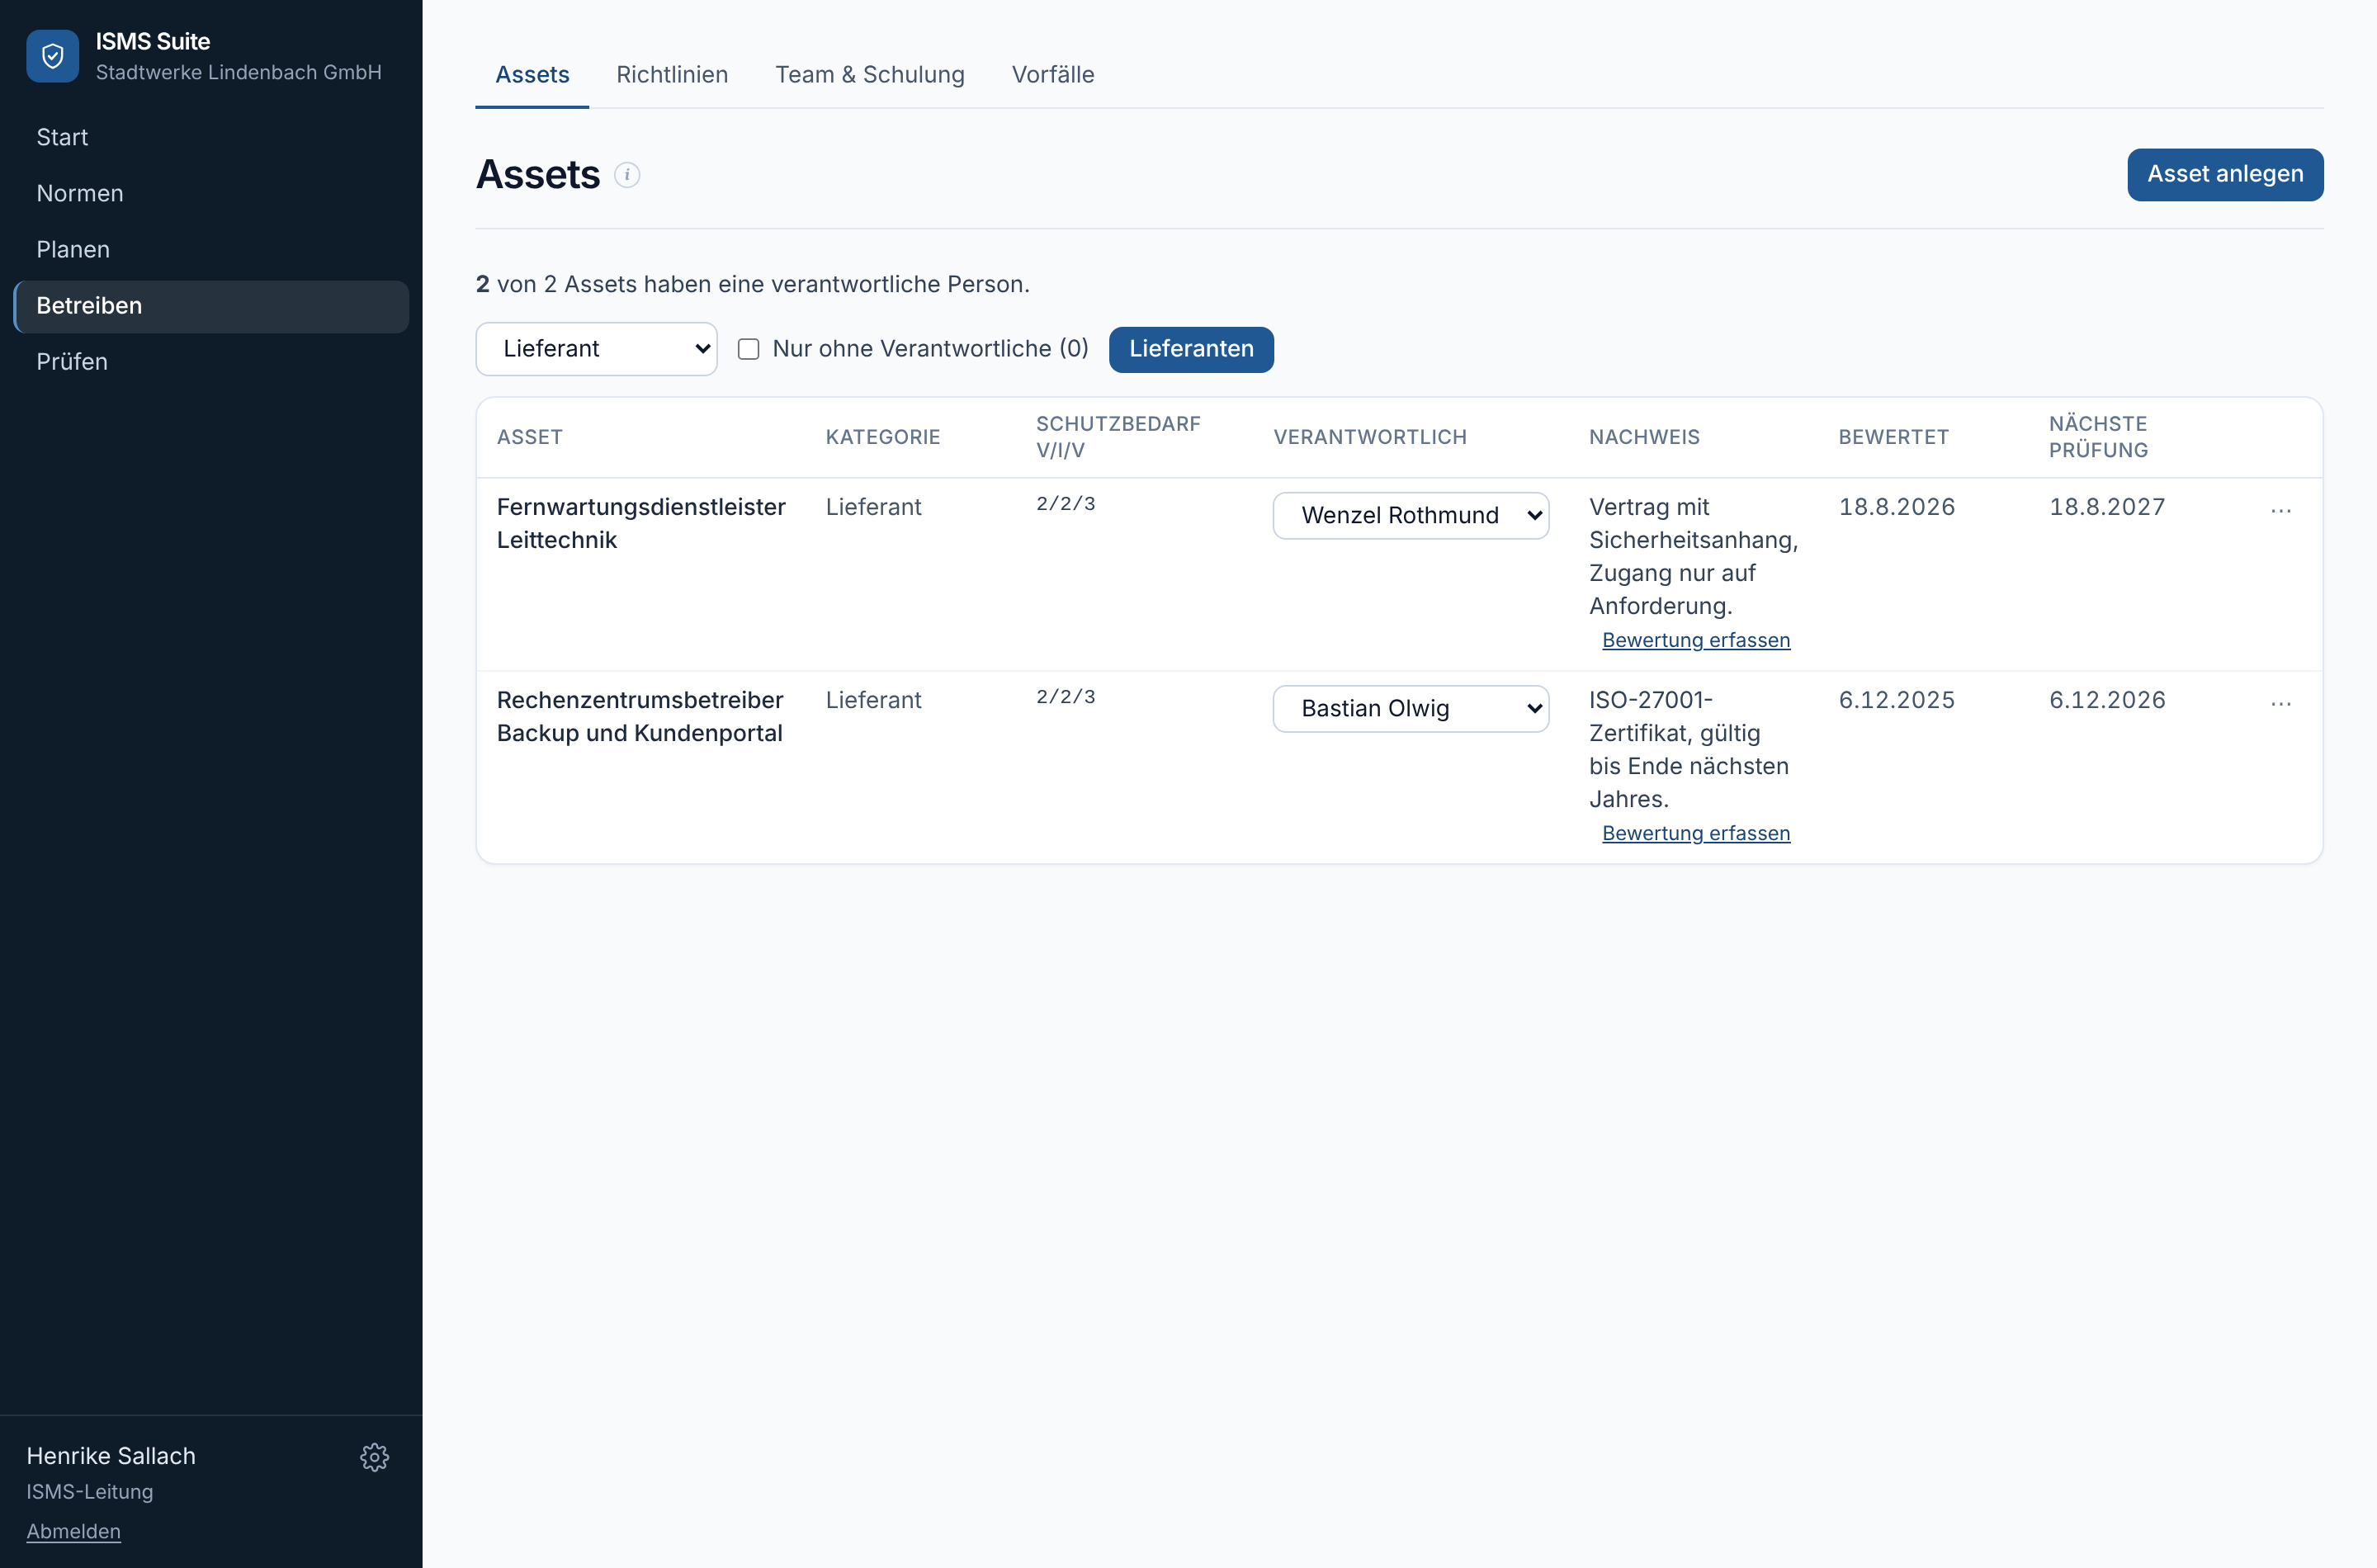 ISMS Suite
Stadtwerke Lindenbach GmbH
Start
Normen
Planen
Betreiben
Prüfen
Henrike Sallach
ISMS-Leitung
Abmelden
Assets
Richtlinien
Team & Schulung
Vorfälle
Assets
i
Asset anlegen
2 von 2 Assets haben eine verantwortliche Person.
Lieferant
Nur ohne Verantwortliche (0)
Lieferanten
ASSET
KATEGORIE
SCHUTZBEDARF
V/I/V
VERANTWORTLICH
NACHWEIS
BEWERTET
NÄCHSTE
PRÜFUNG
Fernwartungsdienstleister
Leittechnik
Lieferant
2/2/3
Wenzel Rothmund
Vertrag mit
Sicherheitsanhang,
Zugang nur auf
Anforderung.
Bewertung erfassen
18.8.2026
18.8.2027
...
Rechenzentrumsbetreiber
Backup und Kundenportal
Lieferant
2/2/3
Bastian Olwig
ISO-27001-
Zertifikat, gültig
bis Ende nächsten
Jahres.
Bewertung erfassen
6.12.2025
6.12.2026
...